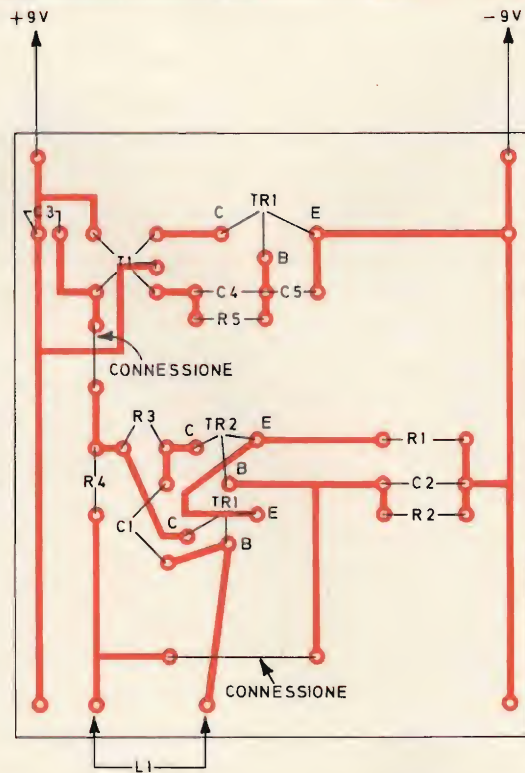 +9V -9V
C3 TR1
C E
T1 B
C4 C5
R5
CONNESSIONE
R3 C TR2 E
R1
B
R4 C2
TR1
C1 R2
C E
B
CONNESSIONE
L1